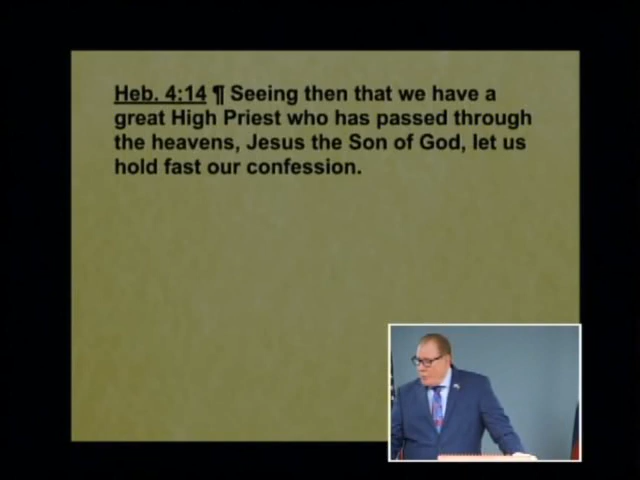 Heb. 4:14 ¶ Seeing then that we have a
great High Priest who has passed through
the heavens, Jesus the Son of God, let us
hold fast our confession.